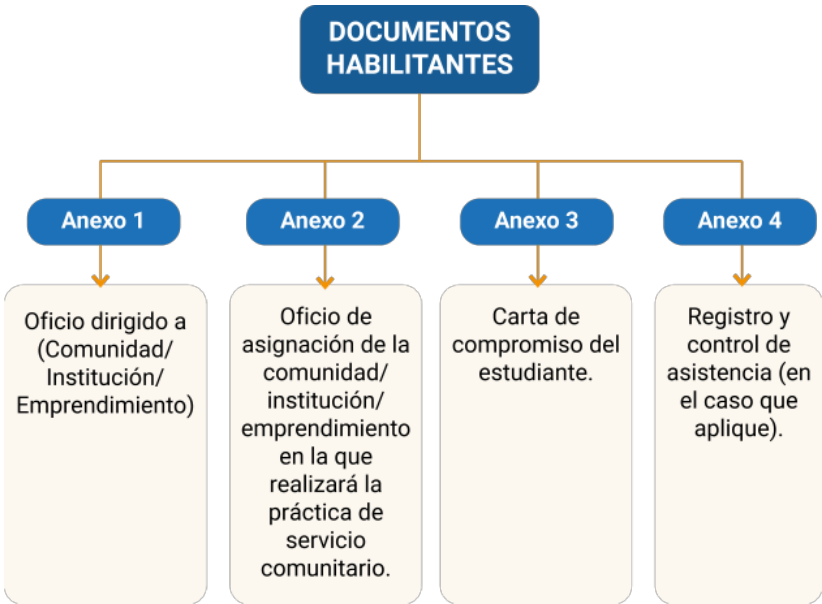 DOCUMENTOS
HABILITANTES
Anexo 1
Anexo 2
Anexo 3
Anexo 4
Oficio dirigido a
(Comunidad/
Institución/
Emprendimiento)
Oficio de
asignación de la
comunidad/
institución/
emprendimiento
en la que
realizará la
práctica de
servicio
comunitario.
Carta de
compromiso del
estudiante.
Registro y
control de
asistencia (en
el caso que
aplique).